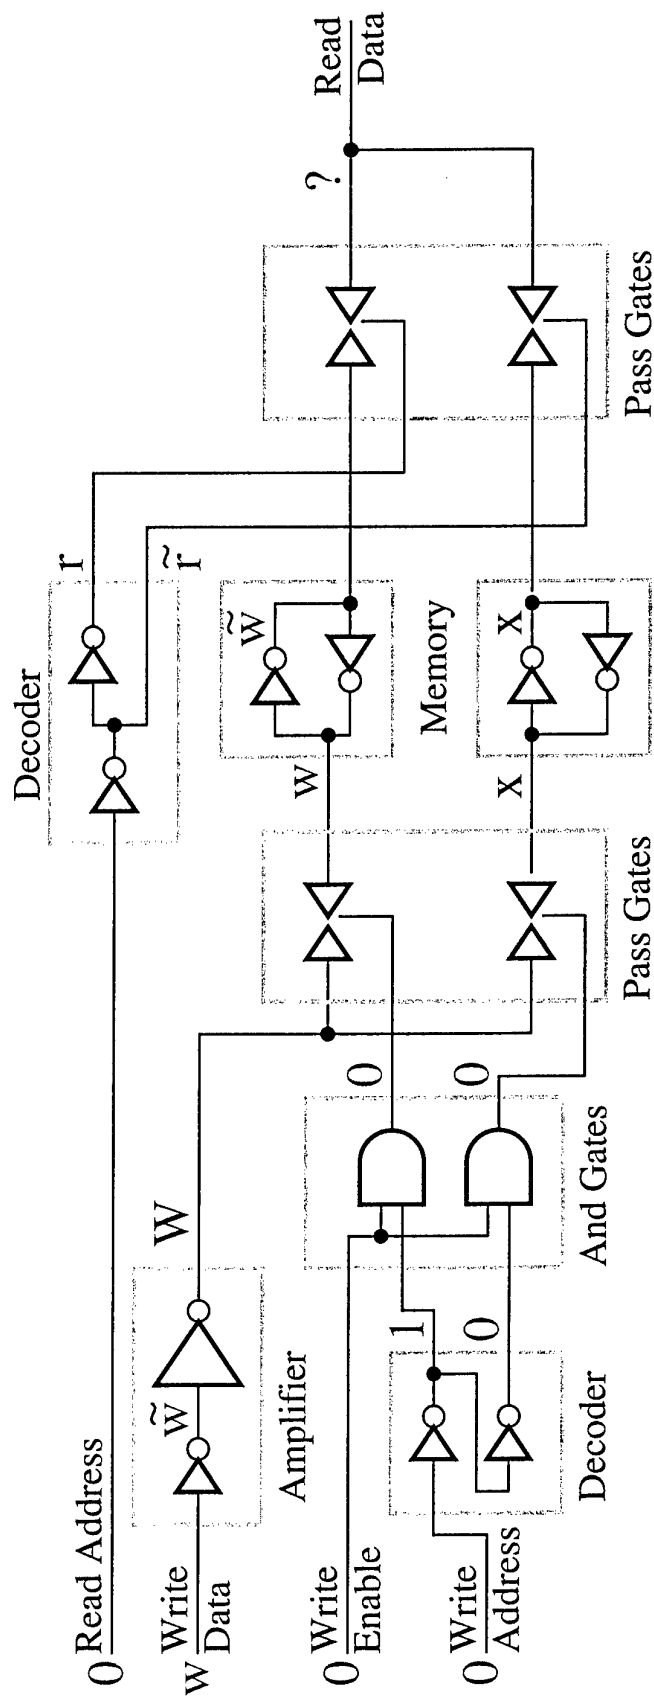 0 Read Address
w Write
Data
w̃
W
Amplifier
0 Write
Enable
0 Write
Address
1
0
Decoder
0
0
And Gates
Pass Gates
Decoder
r
r̃
w
w̃
Memory
x
x
Pass Gates
?
Read
Data